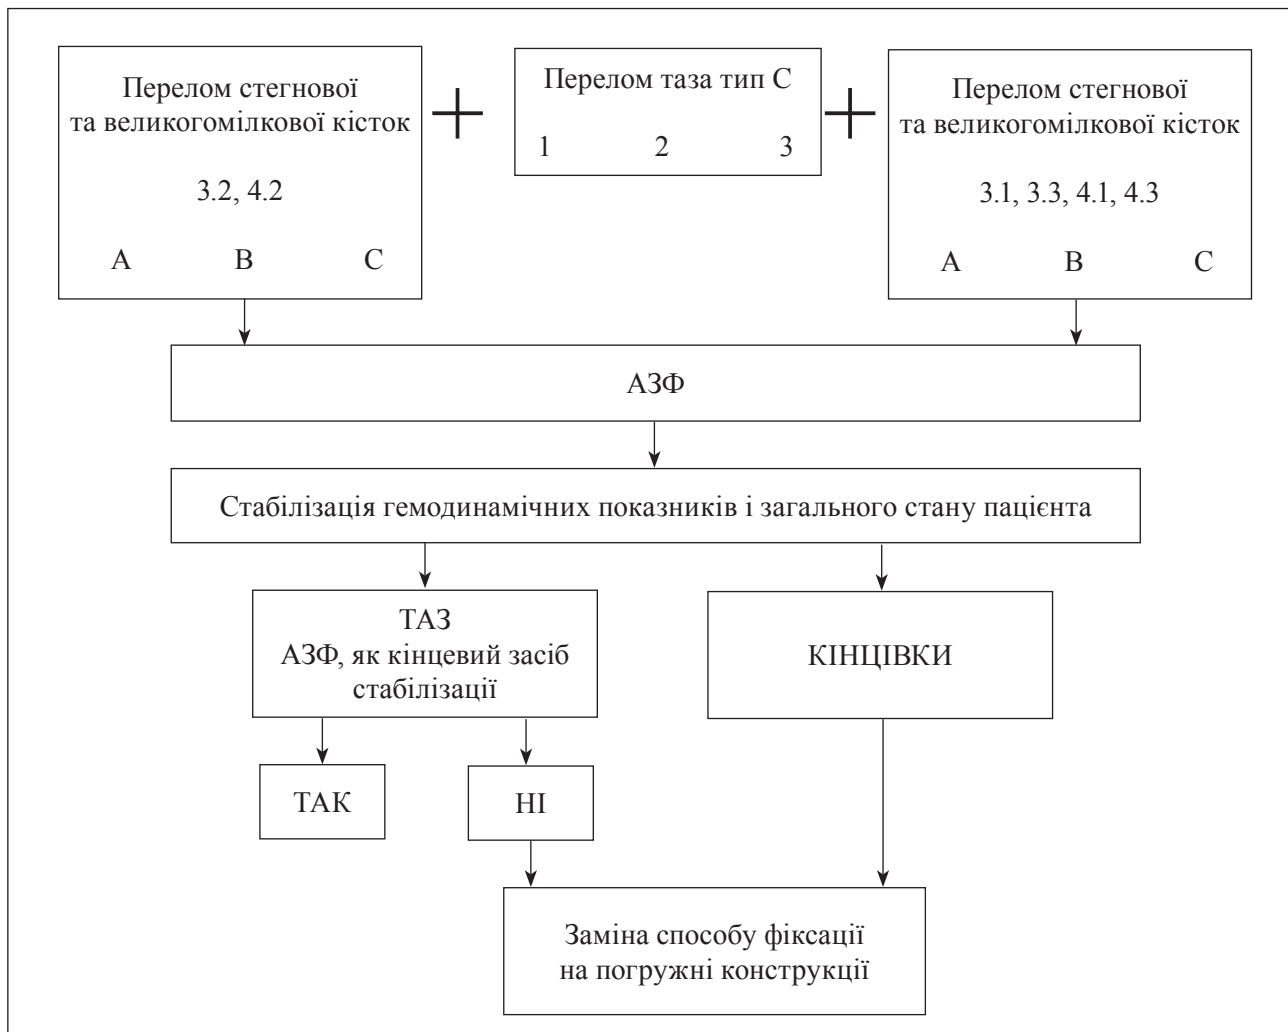 Перелом стегнової
та великогомілкової кісток
3.2, 4.2
А В С
+
Перелом таза тип С
1 2 3
+
Перелом стегнової
та великогомілкової кісток
3.1, 3.3, 4.1, 4.3
А В С
АЗФ
Стабілізація гемодинамічних показників і загального стану пацієнта
ТАЗ
АЗФ, як кінцевий засіб
стабілізації
КІНЦІВКИ
ТАК
НІ
Заміна способу фіксації
на погружні конструкції